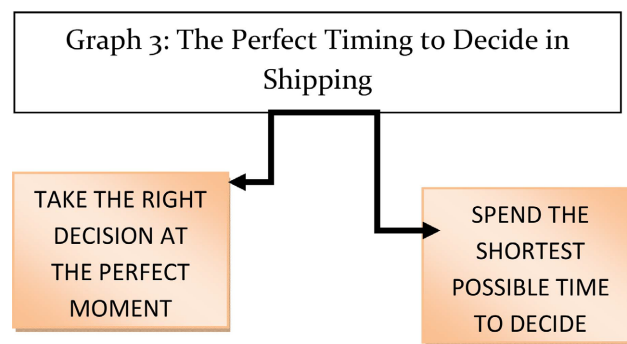 Graph 3: The Perfect Timing to Decide in
Shipping
TAKE THE RIGHT
DECISION AT
THE PERFECT
MOMENT
SPEND THE
SHORTEST
POSSIBLE TIME
TO DECIDE